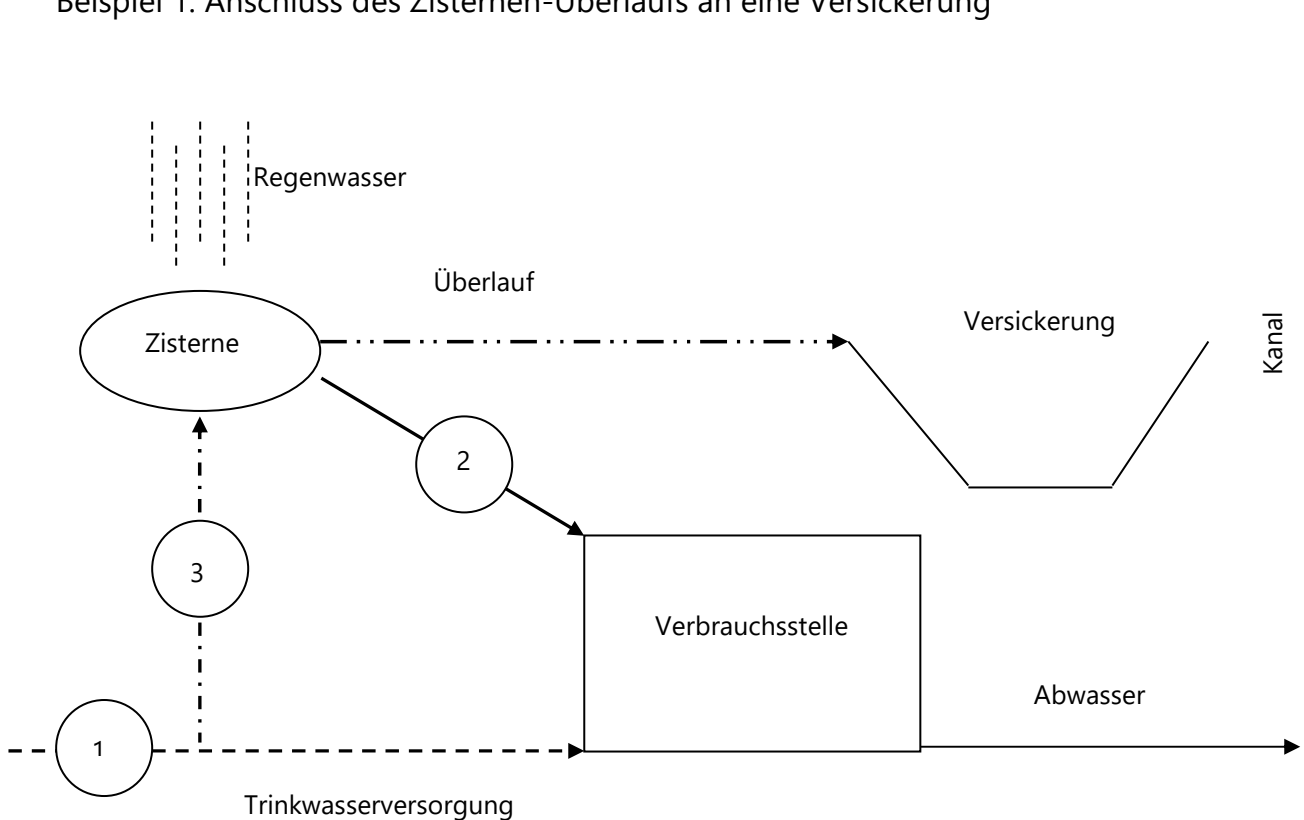 Beispiel 1: Anschluss des Zisternen-Überlaufs an eine Versickerung
Regenwasser
Überlauf
Versickerung
Kanal
Zisterne
2
3
Verbrauchsstelle
Abwasser
1
Trinkwasserversorgung